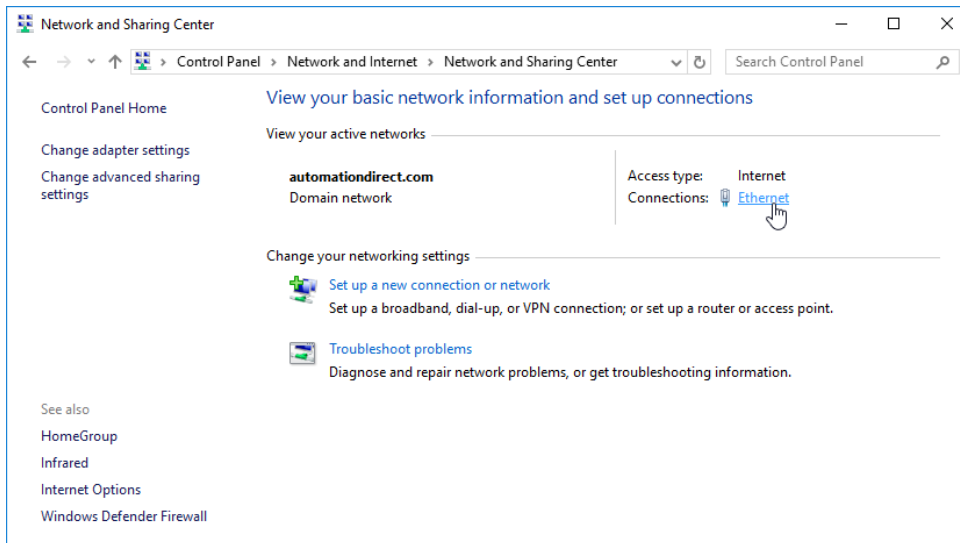 Network and Sharing Center
Control Panel > Network and Internet > Network and Sharing Center
Search Control Panel
Control Panel Home
Change adapter settings
Change advanced sharing
settings
View your basic network information and set up connections
View your active networks
automationdirect.com
Domain network
Access type: Internet
Connections: Ethernet
Change your networking settings
Set up a new connection or network
Set up a broadband, dial-up, or VPN connection; or set up a router or access point.
Troubleshoot problems
Diagnose and repair network problems, or get troubleshooting information.
See also
HomeGroup
Infrared
Internet Options
Windows Defender Firewall